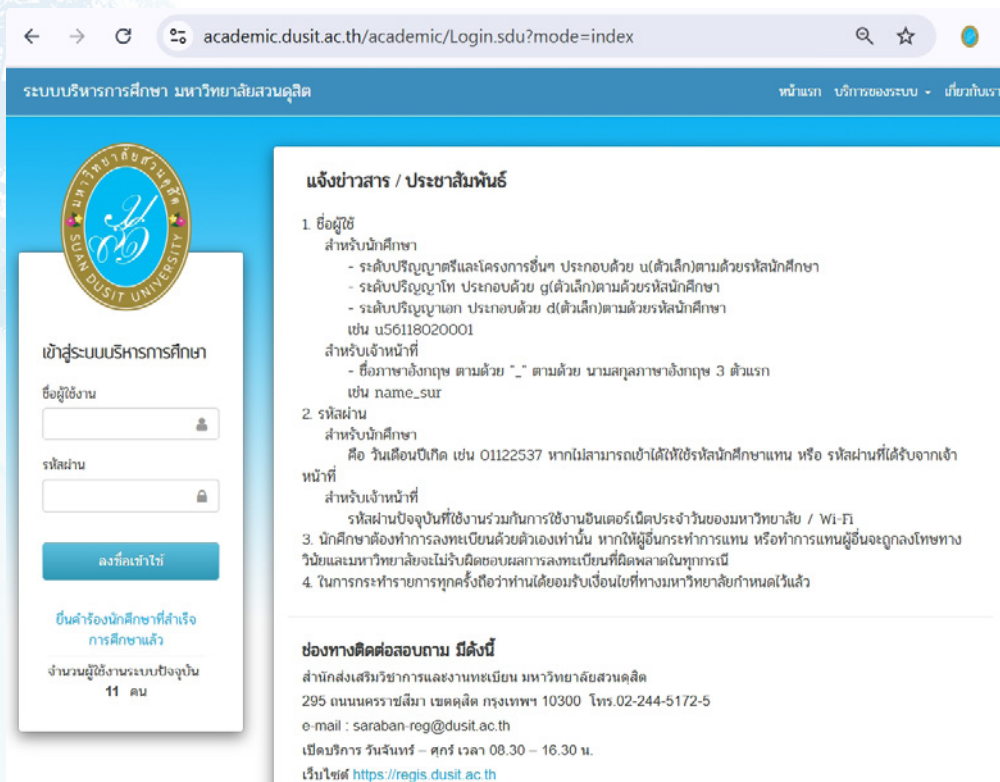 academic.dusit.ac.th/academic/Login.sdu?mode=index
ระบบบริหารการศึกษา มหาวิทยาลัยสวนดุสิต
หน้าแรก บริการของระบบ เกี่ยวกับเรา
มหาวิทยาลัยสวนดุสิต
SUAN DUSIT UNIVERSITY
เข้าสู่ระบบบริหารการศึกษา
ชื่อผู้ใช้งาน
รหัสผ่าน
ลงชื่อเข้าใช้
ยื่นคำร้องนักศึกษาที่สำเร็จ
การศึกษาแล้ว
จำนวนผู้ใช้งานระบบปัจจุบัน
11 คน
แจ้งข่าวสาร / ประชาสัมพันธ์
1. ชื่อผู้ใช้
สำหรับนักศึกษา
- ระดับปริญญาตรีและโครงการอื่นๆ ประกอบด้วย u(ตัวเล็ก)ตามด้วยรหัสนักศึกษา
- ระดับปริญญาโท ประกอบด้วย g(ตัวเล็ก)ตามด้วยรหัสนักศึกษา
- ระดับปริญญาเอก ประกอบด้วย d(ตัวเล็ก)ตามด้วยรหัสนักศึกษา
เช่น u56118020001
สำหรับเจ้าหน้าที่
- ชื่อภาษาอังกฤษ ตามด้วย "_" ตามด้วย นามสกุลภาษาอังกฤษ 3 ตัวแรก
เช่น name_sur
2. รหัสผ่าน
สำหรับนักศึกษา
คือ วันเดือนปีเกิด เช่น 01122537 หากไม่สามารถเข้าได้ให้ใช้รหัสนักศึกษาแทน หรือ รหัสผ่านที่ได้รับจากเจ้า
หน้าที่
สำหรับเจ้าหน้าที่
รหัสผ่านปัจจุบันที่ใช้งานร่วมกันการใช้งานอินเตอร์เน็ตประจำวันของมหาวิทยาลัย / Wi-Fi
3. นักศึกษาต้องทำการลงทะเบียนด้วยตัวเองเท่านั้น หากให้ผู้อื่นกระทำการแทน หรือทำการแทนผู้อื่นจะถูกลงโทษทาง
วินัยและมหาวิทยาลัยจะไม่รับผิดชอบผลการลงทะเบียนที่ผิดพลาดในทุกกรณี
4. ในการกระทำรายการทุกครั้งถือว่าท่านได้ยอมรับเงื่อนไขที่ทางมหาวิทยาลัยกำหนดไว้แล้ว
ช่องทางติดต่อสอบถาม มีดังนี้
สำนักส่งเสริมวิชาการและงานทะเบียน มหาวิทยาลัยสวนดุสิต
295 ถนนนครราชสีมา เขตดุสิต กรุงเทพฯ 10300 โทร.02-244-5172-5
e-mail : saraban-reg@dusit.ac.th
เปิดบริการ วันจันทร์ – ศุกร์ เวลา 08.30 – 16.30 น.
เว็บไซต์ https://regis.dusit.ac.th